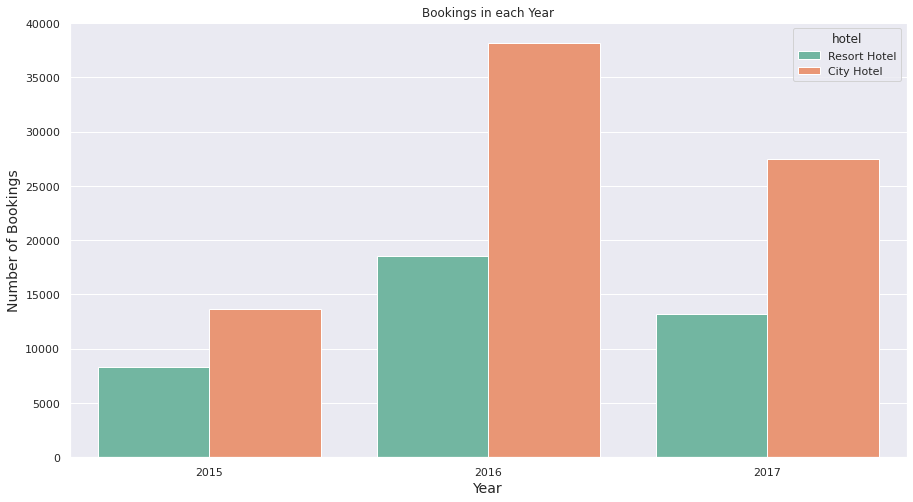 Bookings in each Year
hotel
Resort Hotel
City Hotel
Number of Bookings
40000
35000
30000
25000
20000
15000
10000
5000
0
2015 2016 2017
Year